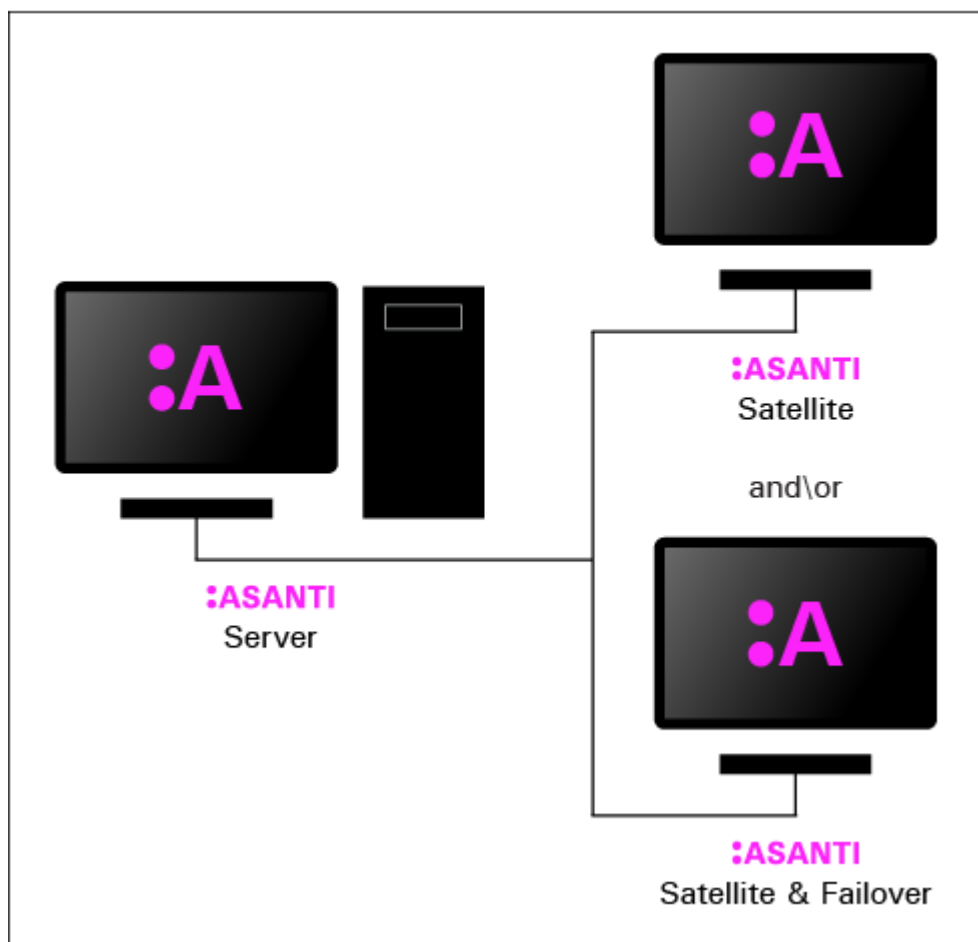 :A
:ASANTI
Satellite
and\or
:A
:ASANTI
Server
:A
:ASANTI
Satellite & Failover